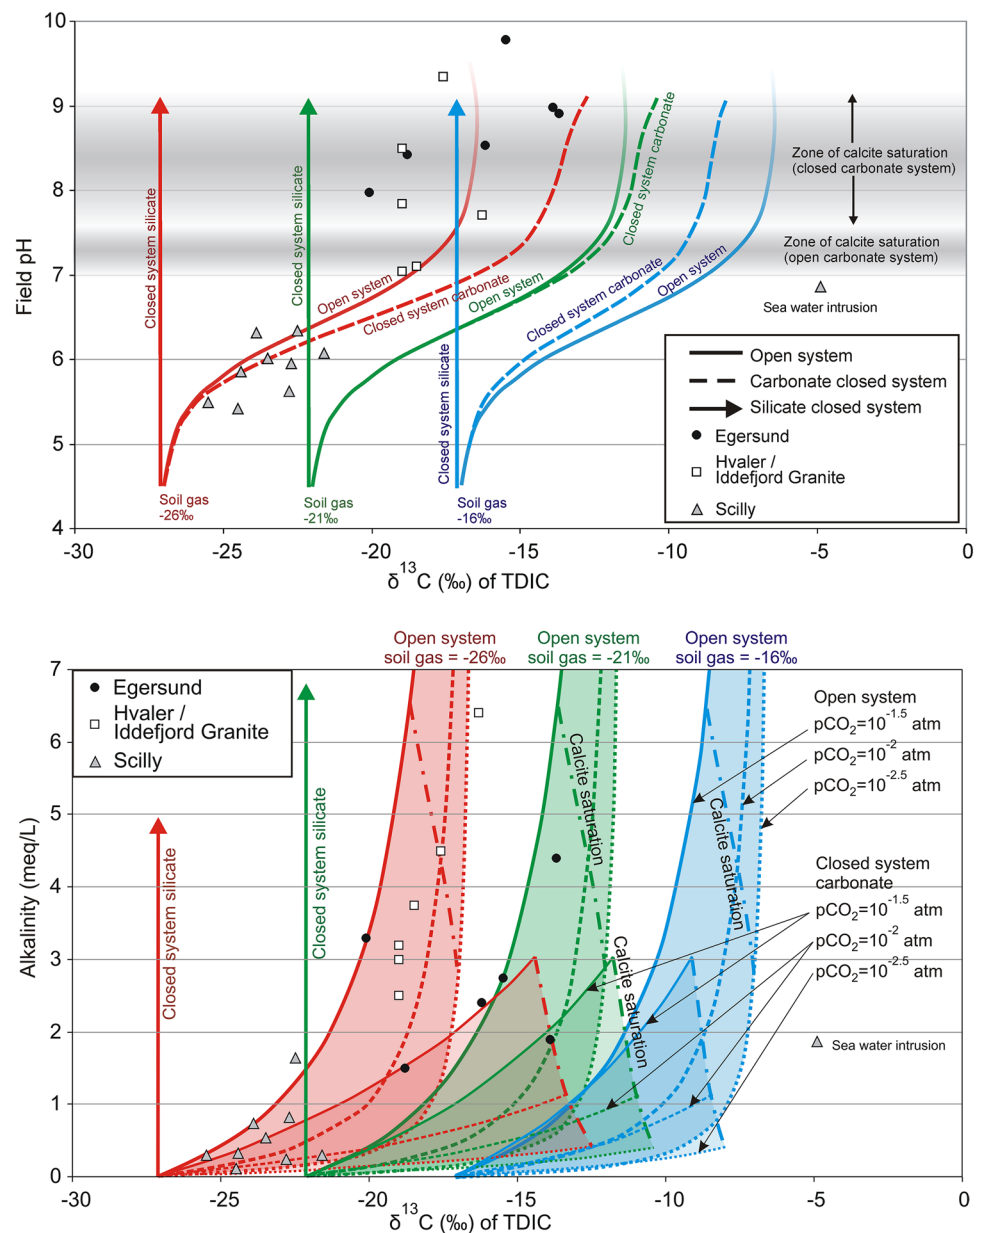 10
9
8
7
6
5
4
Field pH
Closed system silicate
Closed system silicate
Closed system silicate
Open system
Closed system carbonate
Open system
Closed system carbonate
Closed system carbonate
Open system
Zone of calcite saturation
(closed carbonate system)
Zone of calcite saturation
(open carbonate system)
Sea water intrusion
Open system
Carbonate closed system
Silicate closed system
Egersund
Hvaler /
Iddefjord Granite
Scilly
Soil gas
-26‰
Soil gas
-21‰
Soil gas
-16‰
-30 -25 -20 -15 -10 -5 0
δ¹³C (‰) of TDIC
Open system
soil gas = -26‰
Open system
soil gas = -21‰
Open system
soil gas = -16‰
7
6
5
4
3
2
1
0
Alkalinity (meq/L)
Egersund
Hvaler /
Iddefjord Granite
Scilly
Closed system silicate
Closed system silicate
Calcite saturation
Calcite saturation
Calcite saturation
Open system
pCO₂=10⁻¹·⁵ atm
pCO₂=10⁻² atm
pCO₂=10⁻²·⁵ atm
Closed system
carbonate
pCO₂=10⁻¹·⁵ atm
pCO₂=10⁻² atm
pCO₂=10⁻²·⁵ atm
Sea water intrusion
-30 -25 -20 -15 -10 -5 0
δ¹³C (‰) of TDIC